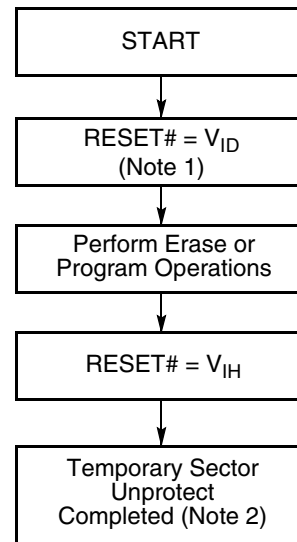 START
RESET# = VID
(Note 1)
Perform Erase or
Program Operations
RESET# = VIH
Temporary Sector
Unprotect
Completed (Note 2)